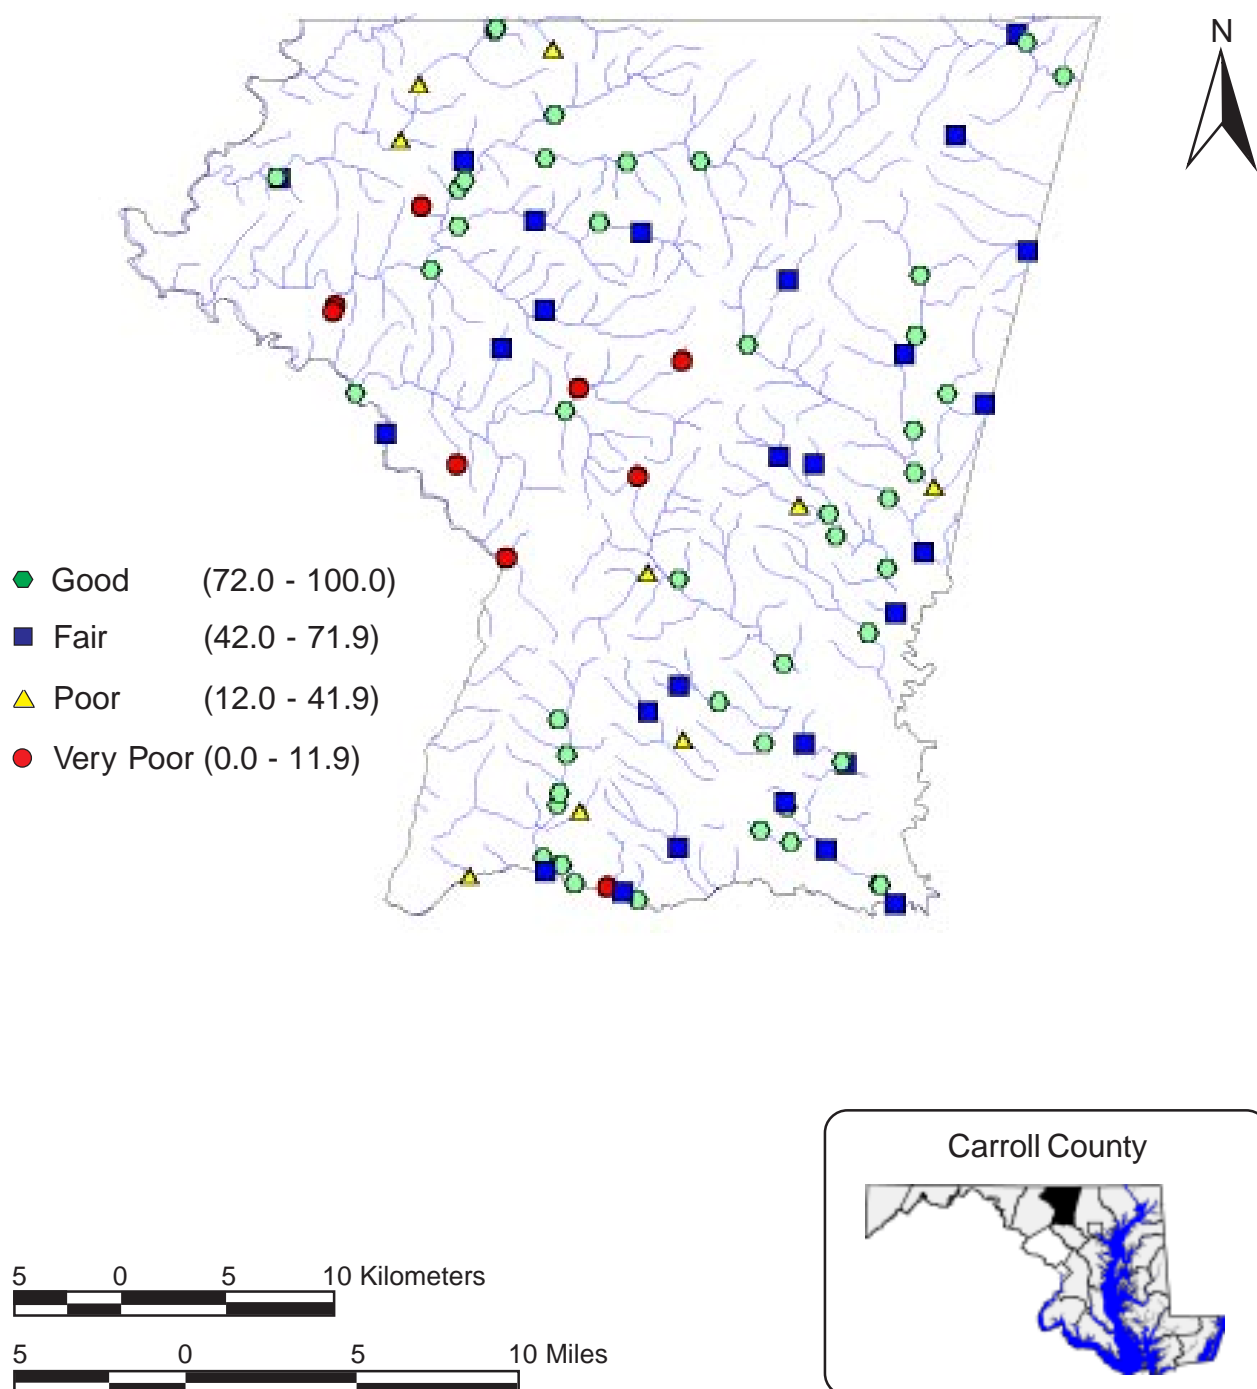 N
Good (72.0 - 100.0)
Fair (42.0 - 71.9)
Poor (12.0 - 41.9)
Very Poor (0.0 - 11.9)
Carroll County
5 0 5 10 Kilometers
5 0 5 10 Miles